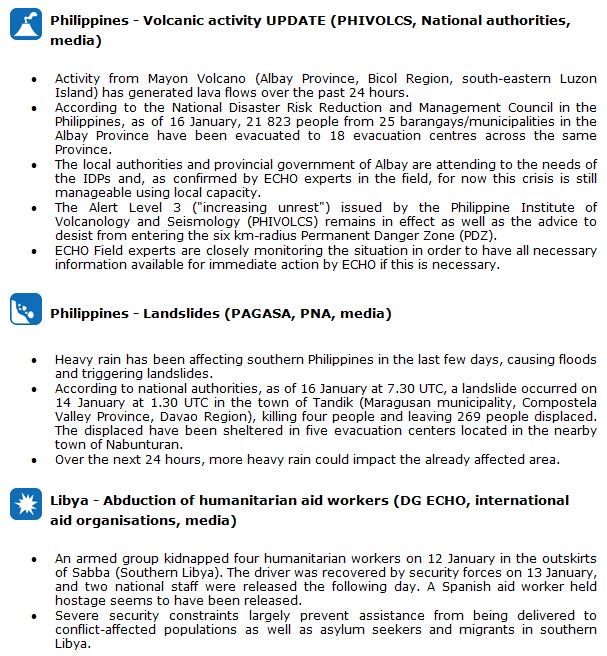 Philippines - Volcanic activity UPDATE (PHIVOLCS, National authorities,
media)
• Activity from Mayon Volcano (Albay Province, Bicol Region, south-eastern Luzon
Island) has generated lava flows over the past 24 hours.
• According to the National Disaster Risk Reduction and Management Council in the
Philippines, as of 16 January, 21 823 people from 25 barangays/municipalities in the
Albay Province have been evacuated to 18 evacuation centres across the same
Province.
• The local authorities and provincial government of Albay are attending to the needs of
the IDPs and, as confirmed by ECHO experts in the field, for now this crisis is still
manageable using local capacity.
• The Alert Level 3 ("increasing unrest") issued by the Philippine Institute of
Volcanology and Seismology (PHIVOLCS) remains in effect as well as the advice to
desist from entering the six km-radius Permanent Danger Zone (PDZ).
• ECHO Field experts are closely monitoring the situation in order to have all necessary
information available for immediate action by ECHO if this is necessary.
Philippines - Landslides (PAGASA, PNA, media)
• Heavy rain has been affecting southern Philippines in the last few days, causing floods
and triggering landslides.
• According to national authorities, as of 16 January at 7.30 UTC, a landslide occurred on
14 January at 1.30 UTC in the town of Tandik (Maragusan municipality, Compostela
Valley Province, Davao Region), killing four people and leaving 269 people displaced.
The displaced have been sheltered in five evacuation centers located in the nearby
town of Nabunturan.
• Over the next 24 hours, more heavy rain could impact the already affected area.
Libya - Abduction of humanitarian aid workers (DG ECHO, international
aid organisations, media)
• An armed group kidnapped four humanitarian workers on 12 January in the outskirts
of Sabba (Southern Libya). The driver was recovered by security forces on 13 January,
and two national staff were released the following day. A Spanish aid worker held
hostage seems to have been released.
• Severe security constraints largely prevent assistance from being delivered to
conflict-affected populations as well as asylum seekers and migrants in southern
Libya.